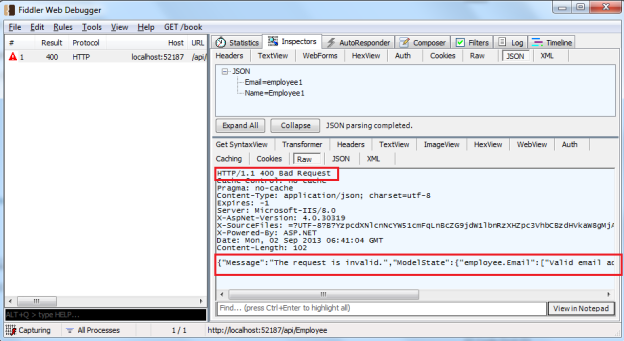 Fiddler Web Debugger
File Edit Rules Tools View Help GET /book
# Result Protocol Host URL
1 400 HTTP localhost:52187 /api/
Statistics Inspectors AutoResponder Composer Filters Log Timeline
Headers TextView WebForms HexView Auth Cookies Raw JSON XML
JSON
Email=employee1
Name=Employee1
Expand All Collapse JSON parsing completed.
Get SyntaxView Transformer Headers TextView ImageView HexView WebView Auth
Caching Cookies Raw JSON XML
HTTP/1.1 400 Bad Request
Cache-Control: no-cache
Pragma: no-cache
Content-Type: application/json; charset=utf-8
Expires: -1
Server: Microsoft-IIS/8.0
X-AspNet-Version: 4.0.30319
X-SourceFiles:
X-Powered-By: ASP.NET
Date: Mon, 02 Sep 2013 06:41:04 GMT
Content-Length: 102
{"Message":"The request is invalid.","ModelState":{"employee.Email":["Valid email ad
Find... (press Ctrl+Enter to highlight all) View in Notepad
ALT+Q > type HELP...
Capturing All Processes 1 / 1 http://localhost:52187/api/Employee